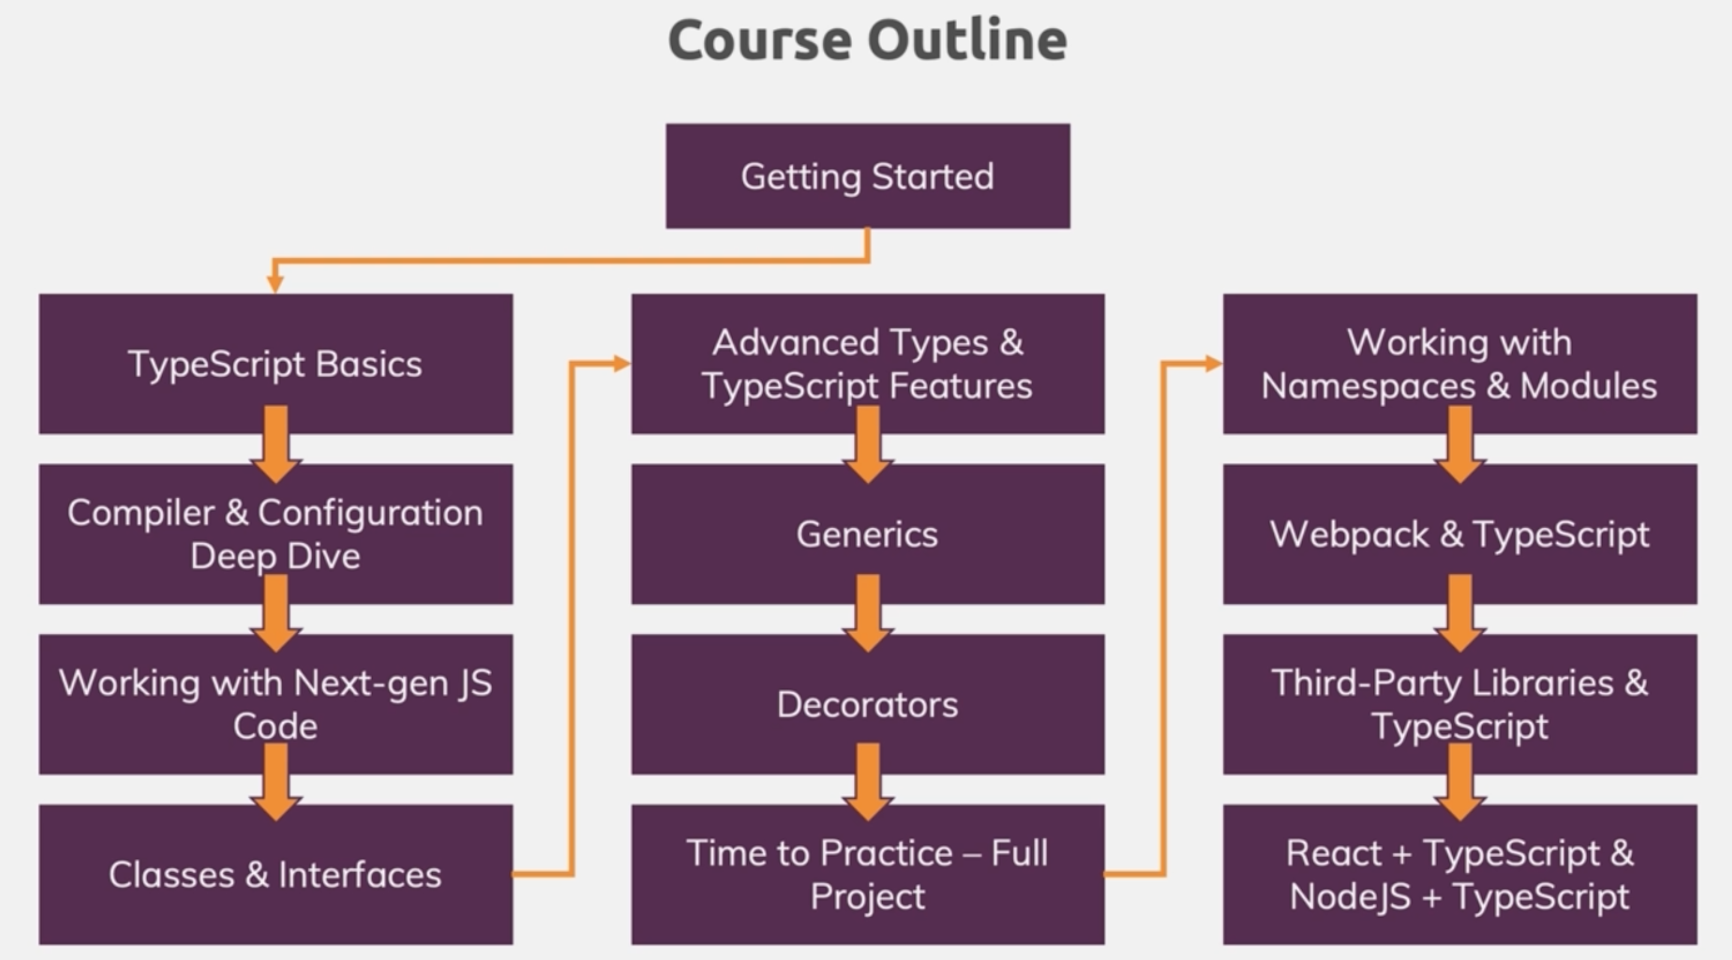 Course Outline
Getting Started
TypeScript Basics
Compiler & Configuration
Deep Dive
Working with Next-gen JS
Code
Classes & Interfaces
Advanced Types &
TypeScript Features
Generics
Decorators
Time to Practice – Full
Project
Working with
Namespaces & Modules
Webpack & TypeScript
Third-Party Libraries &
TypeScript
React + TypeScript &
NodeJS + TypeScript